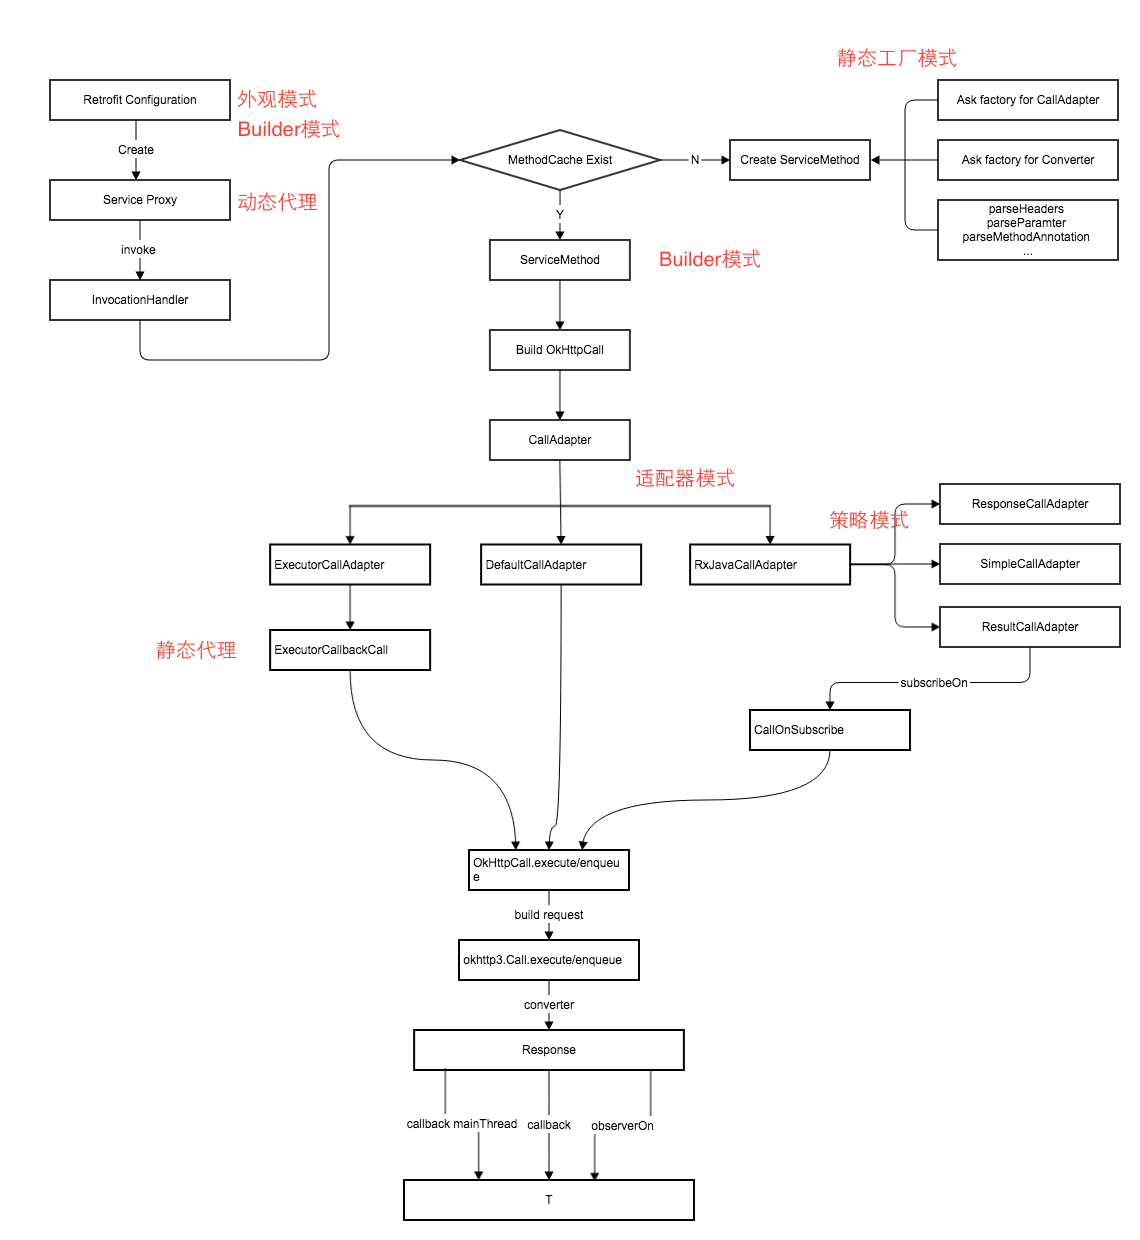 静态工厂模式
Retrofit Configuration
外观模式
Builder模式
Create
Service Proxy
动态代理
invoke
InvocationHandler
MethodCache Exist
N
Create ServiceMethod
Ask factory for CallAdapter
Ask factory for Converter
parseHeaders
parseParamter
parseMethodAnnotation
...
Y
ServiceMethod
Builder模式
Build OkHttpCall
CallAdapter
适配器模式
策略模式
ExecutorCallAdapter
DefaultCallAdapter
RxJavaCallAdapter
ResponseCallAdapter
SimpleCallAdapter
ResultCallAdapter
静态代理
ExecutorCallbackCall
subscribeOn
CallOnSubscribe
OkHttpCall.execute/enqueu
e
build request
okhttp3.Call.execute/enqueue
converter
Response
callback mainThread
callback
observerOn
T